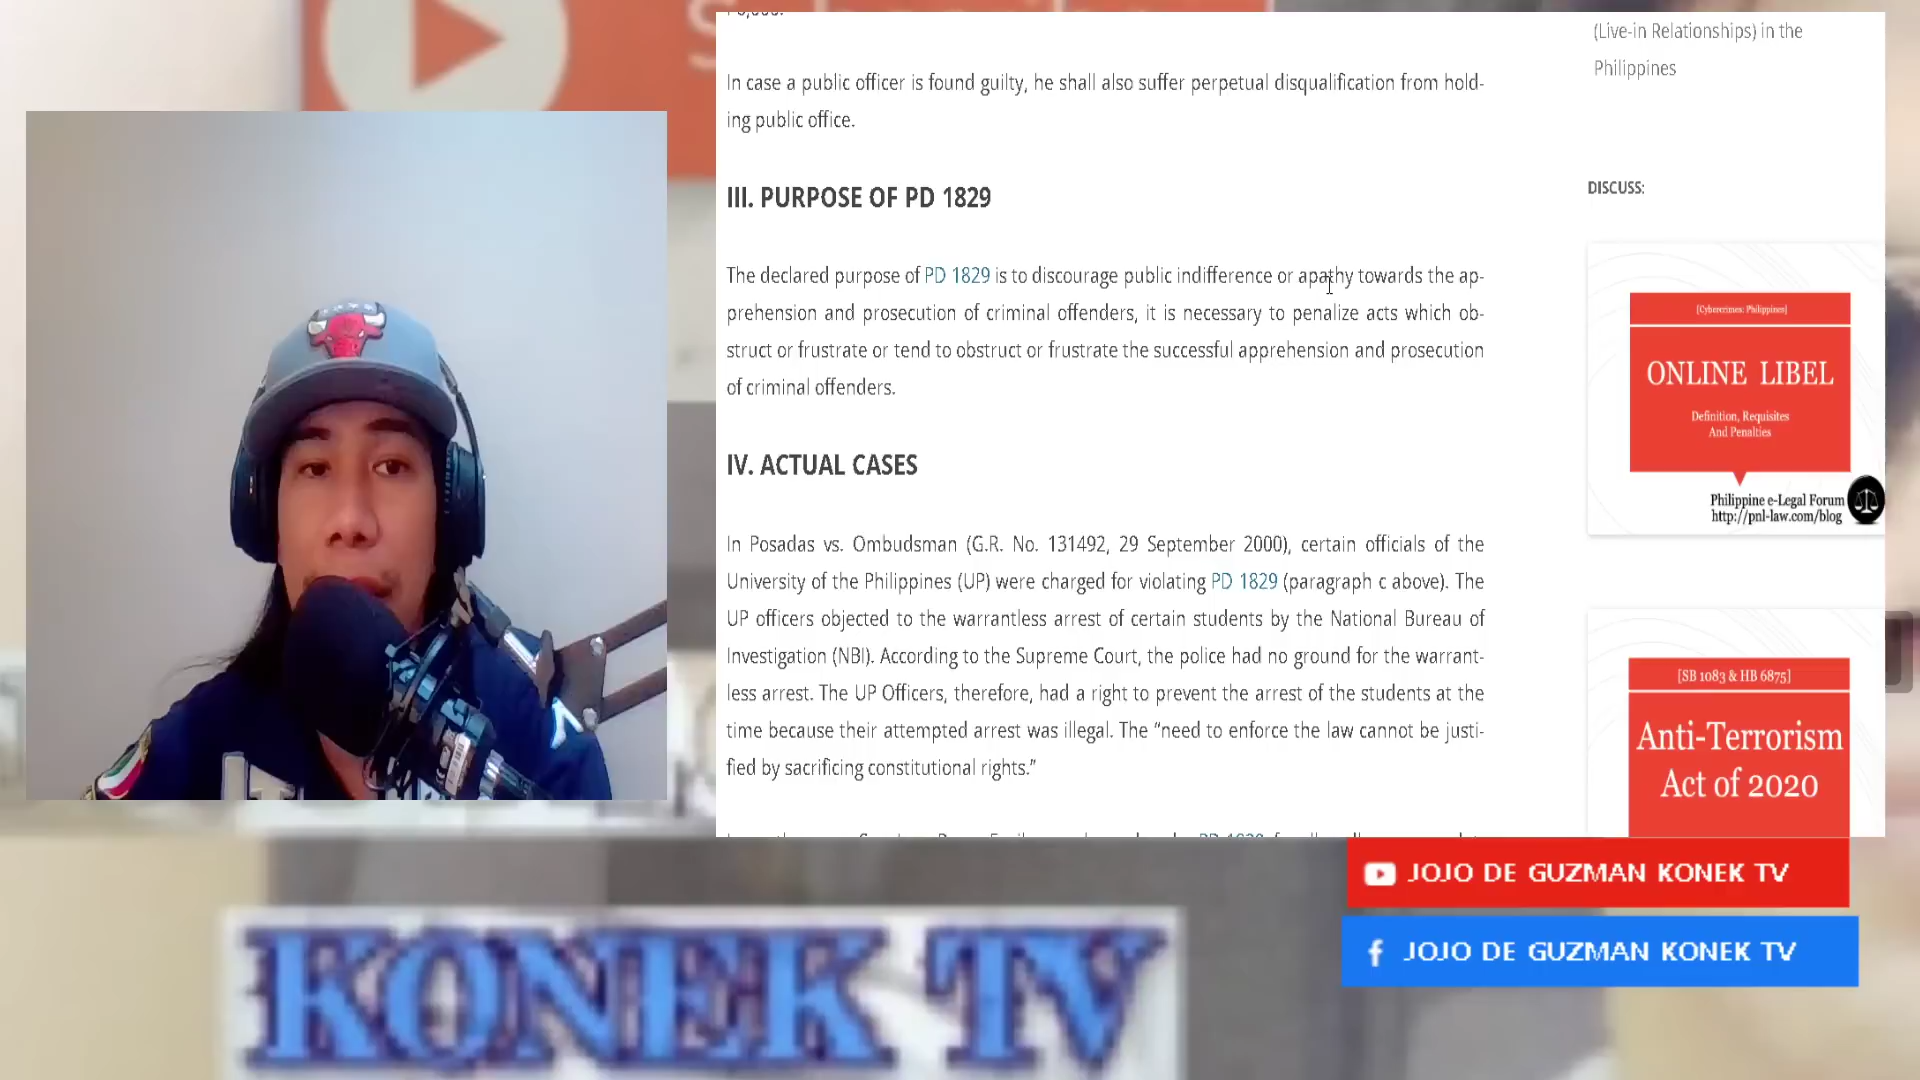 In case a public officer is found guilty, he shall also suffer perpetual disqualification from hold-
ing public office.
III. PURPOSE OF PD 1829
The declared purpose of PD 1829 is to discourage public indifference or apathy towards the ap-
prehension and prosecution of criminal offenders, it is necessary to penalize acts which ob-
struct or frustrate or tend to obstruct or frustrate the successful apprehension and prosecution
of criminal offenders.
IV. ACTUAL CASES
In Posadas vs. Ombudsman (G.R. No. 131492, 29 September 2000), certain officials of the
University of the Philippines (UP) were charged for violating PD 1829 (paragraph c above). The
UP officers objected to the warrantless arrest of certain students by the National Bureau of
Investigation (NBI). According to the Supreme Court, the police had no ground for the warrant-
less arrest. The UP Officers, therefore, had a right to prevent the arrest of the students at the
time because their attempted arrest was illegal. The “need to enforce the law cannot be justi-
fied by sacrificing constitutional rights.”
(Live-in Relationships) in the
Philippines
DISCUSS:
[Cybercrimes: Philippines]
ONLINE LIBEL
Definition, Requisites
And Penalties
Philippine e-Legal Forum
http://pnl-law.com/blog
[SB 1083 & HB 6875]
Anti-Terrorism
Act of 2020
JOJO DE GUZMAN KONEK TV
JOJO DE GUZMAN KONEK TV
KONEK TV